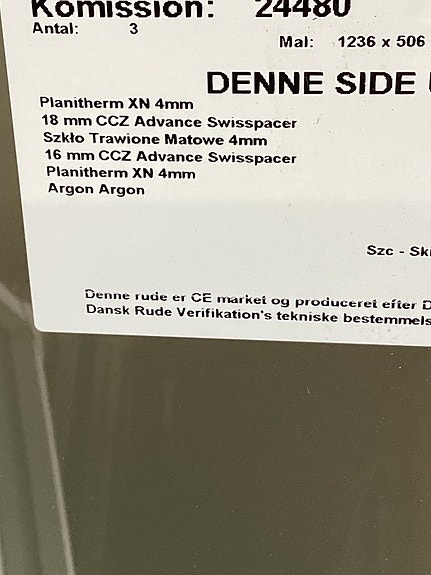 Komission: 24480
Antal: 3
Mal: 1236 x 506
DENNE SIDE
Planitherm XN 4mm
18 mm CCZ Advance Swisspacer
Szkło Trawione Matowe 4mm
16 mm CCZ Advance Swisspacer
Planitherm XN 4mm
Argon Argon
Szc - Sk
Denne rude er CE market og produceret efter D
Dansk Rude Verifikation's tekniske bestemmels